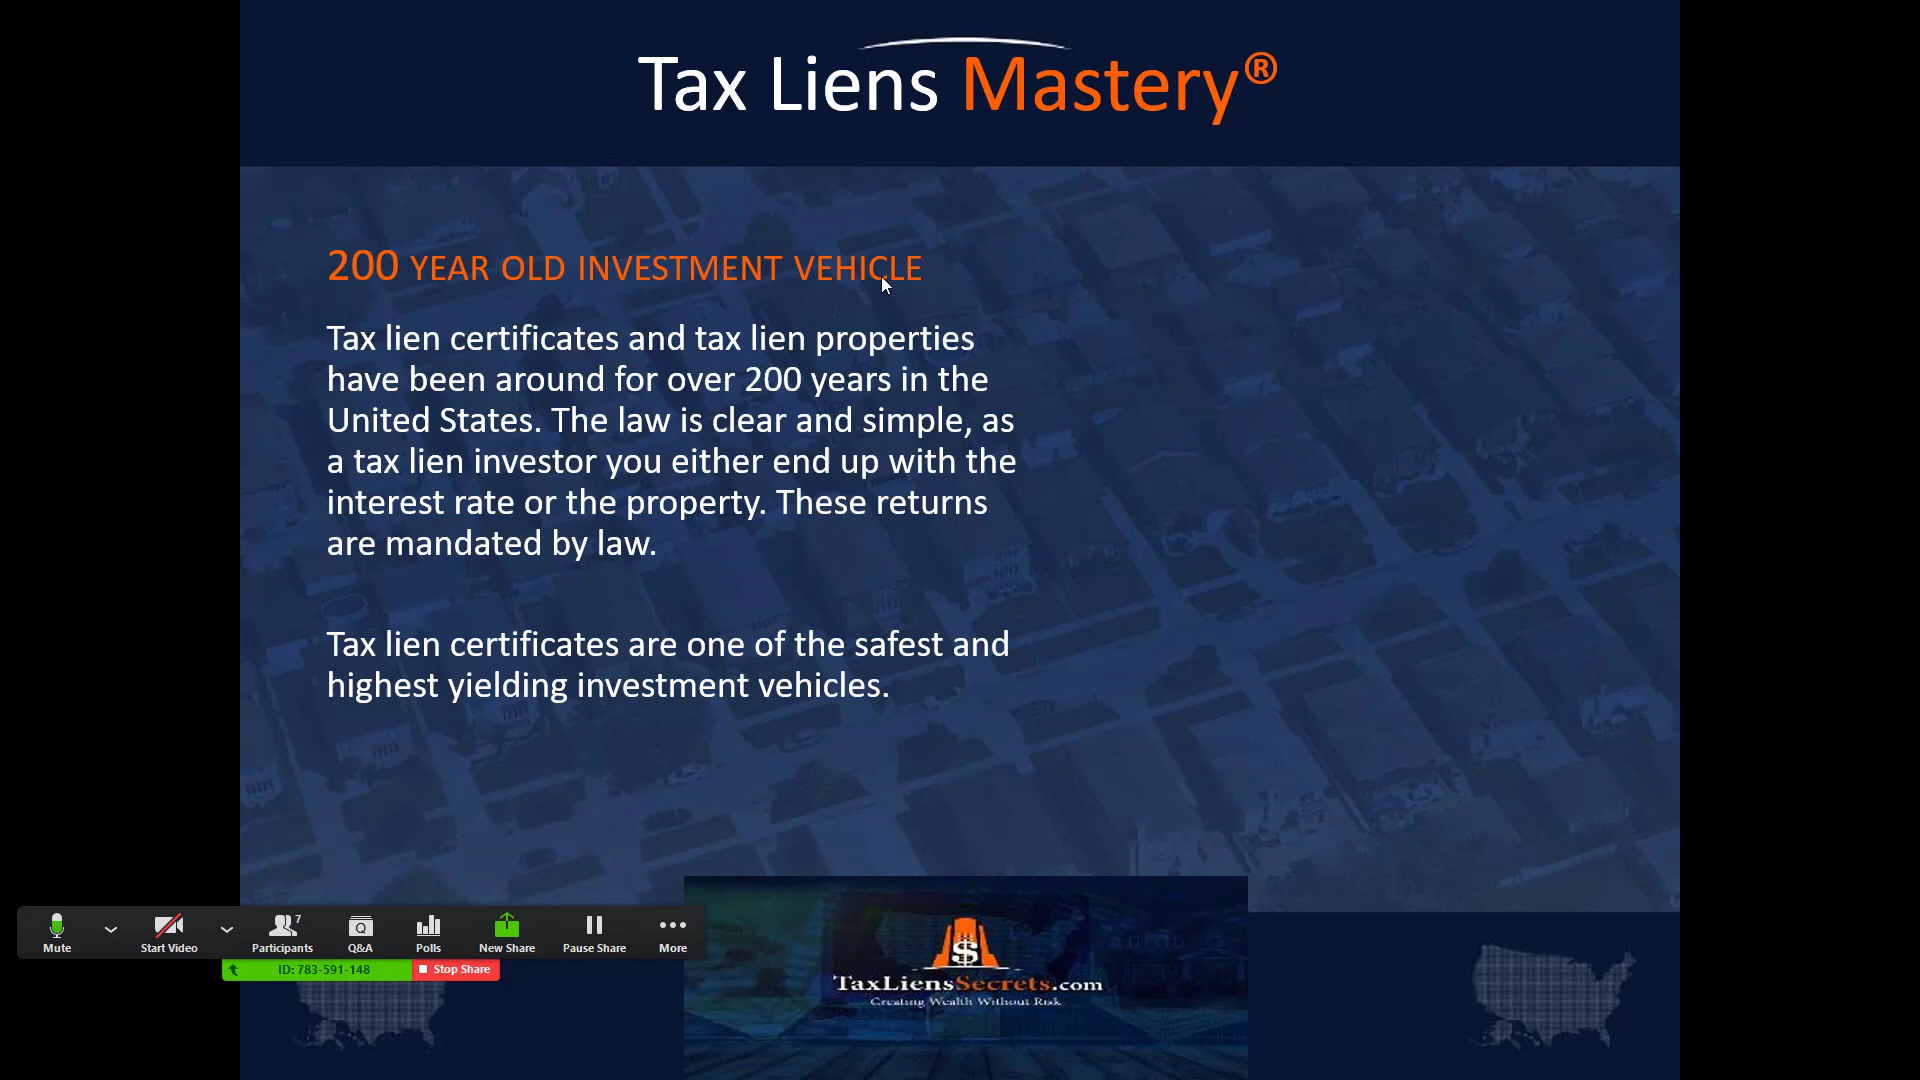 Tax Liens Mastery®
200 YEAR OLD INVESTMENT VEHICLE
Tax lien certificates and tax lien properties
have been around for over 200 years in the
United States. The law is clear and simple, as
a tax lien investor you either end up with the
interest rate or the property. These returns
are mandated by law.
Tax lien certificates are one of the safest and
highest yielding investment vehicles.
7
Mute
Start Video
Participants
Q&A
Polls
New Share
Pause Share
More
ID: 783-591-148
Stop Share
TaxLiensSecrets.com
Creating Wealth Without Risk